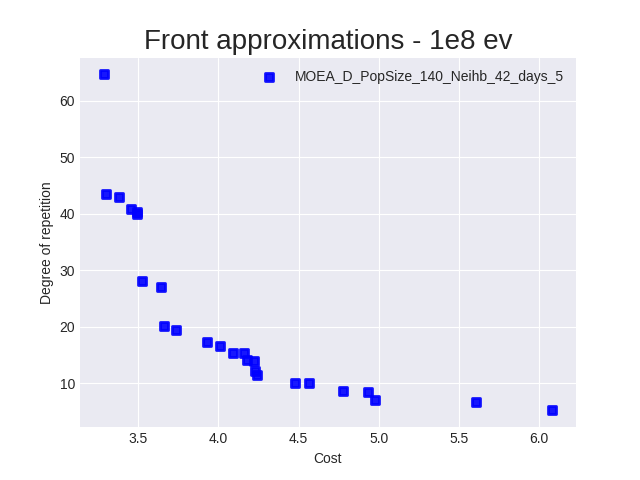 Front approximations - 1e8 ev
MOEA_D_PopSize_140_Neihb_42_days_5
Degree of repetition
60
50
40
30
20
10
3.5 4.0 4.5 5.0 5.5 6.0
Cost